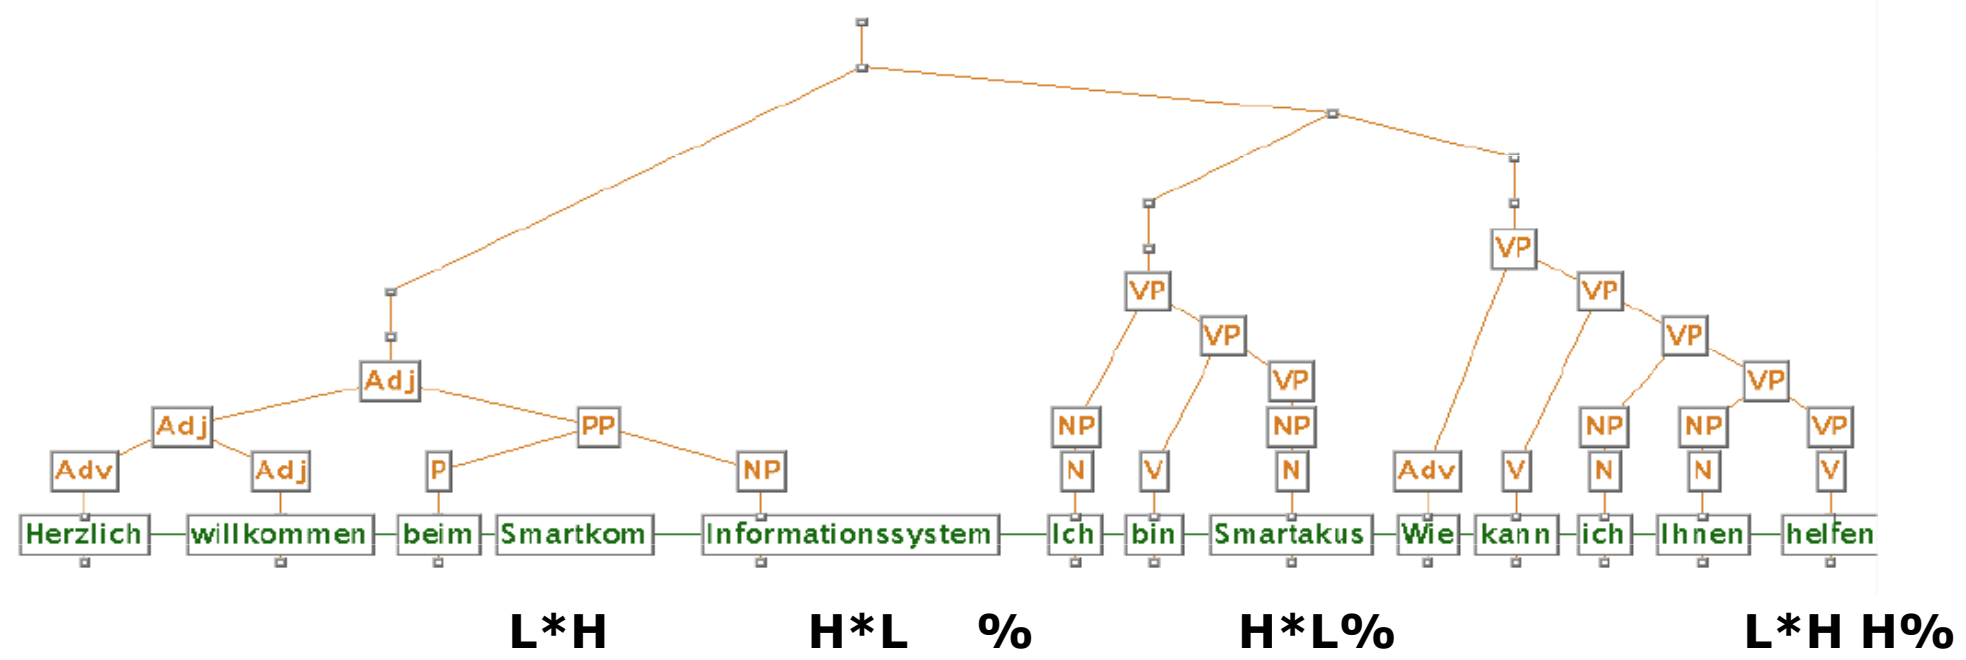 VP
VP VP
VP VP
Adj VP VP
Adj PP NP NP NP NP VP
Adv Adj P NP N V N Adv V N N V
Herzlich willkommen beim Smartkom Informationssystem Ich bin Smartakus Wie kann ich Ihnen helfen
L*H H*L % H*L% L*H H%